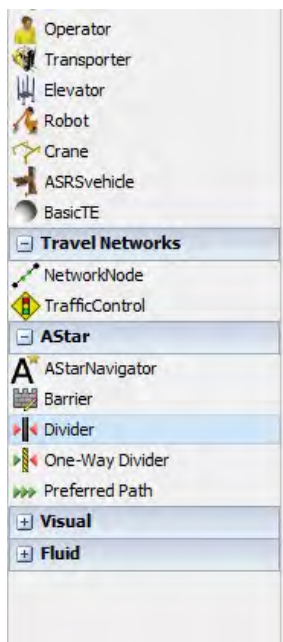 Operator
Transporter
Elevator
Robot
Crane
ASRSvehicle
BasicTE
Travel Networks
NetworkNode
TrafficControl
AStar
AStarNavigator
Barrier
Divider
One-Way Divider
Preferred Path
Visual
Fluid